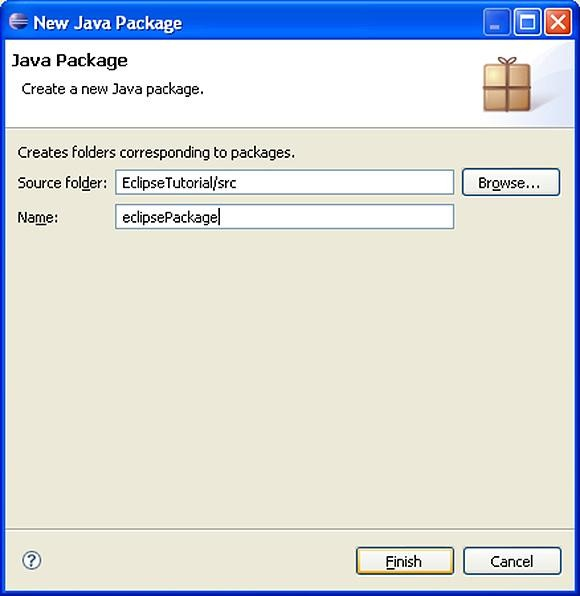 New Java Package
Java Package
Create a new Java package.
Creates folders corresponding to packages.
Source folder: EclipseTutorial/src Browse...
Name: eclipsePackage
? Finish Cancel